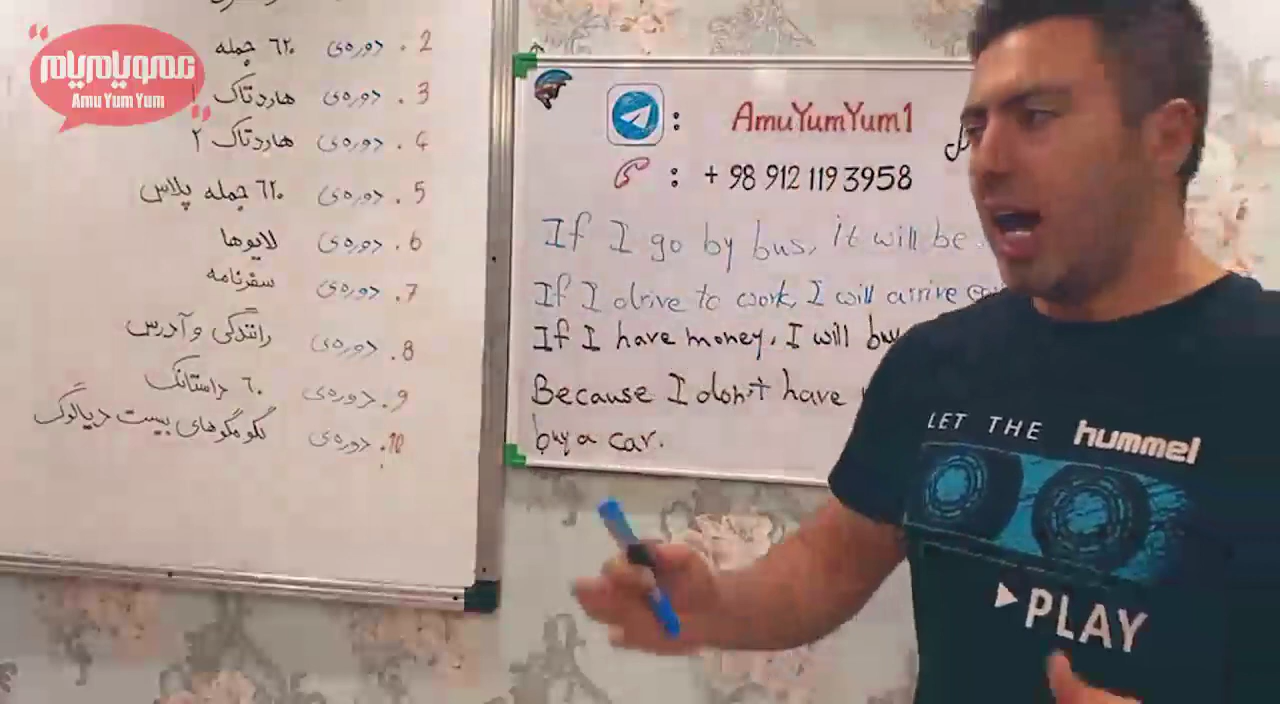 عمویام‌یام
Amu Yum Yum
2. دوره‌ی ۶۲۰ جمله
3. دوره‌ی هاردتاک ۱
4. دوره‌ی هاردتاک ۲
5. دوره‌ی ۶۲۰ جمله پلاس
6. دوره‌ی لایوها
7. دوره‌ی سفرنامه
8. دوره‌ی رانندگی و آدرس
9. دوره‌ی ۶۰ داستانک
10. دوره‌ی گفتگوهای بیست دیالوگ
: AmuYumYum1
: + 98 912 119 3958
If I go by bus, it will be
If I drive to work, I will arrive
If I have money, I will buy
Because I don't have
buy a car.
LET THE hummel
PLAY